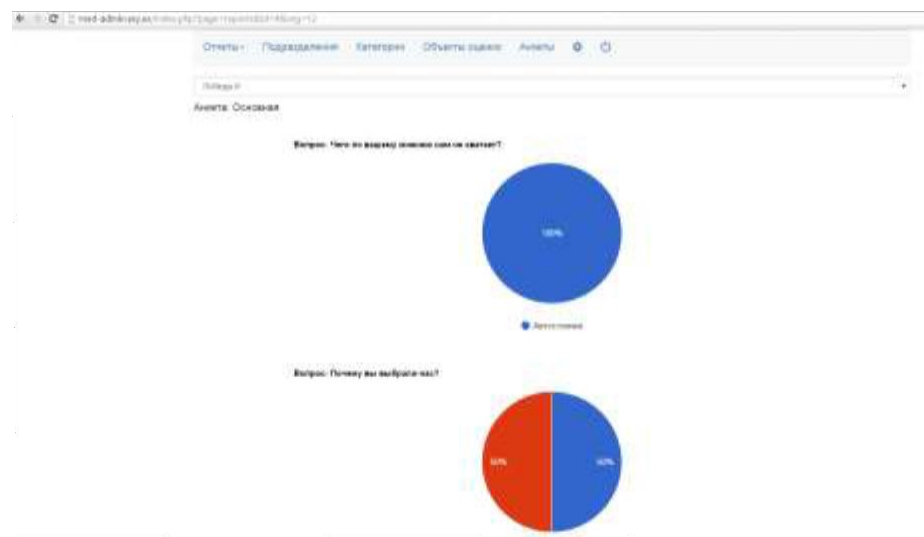 Отчеты Подразделения Категории Объекты оценки Анкеты
Анкета: Основная
Вопрос: Чего по вашему мнению нам не хватает?
100%
Вопрос: Почему вы выбрали нас?
50% 50%